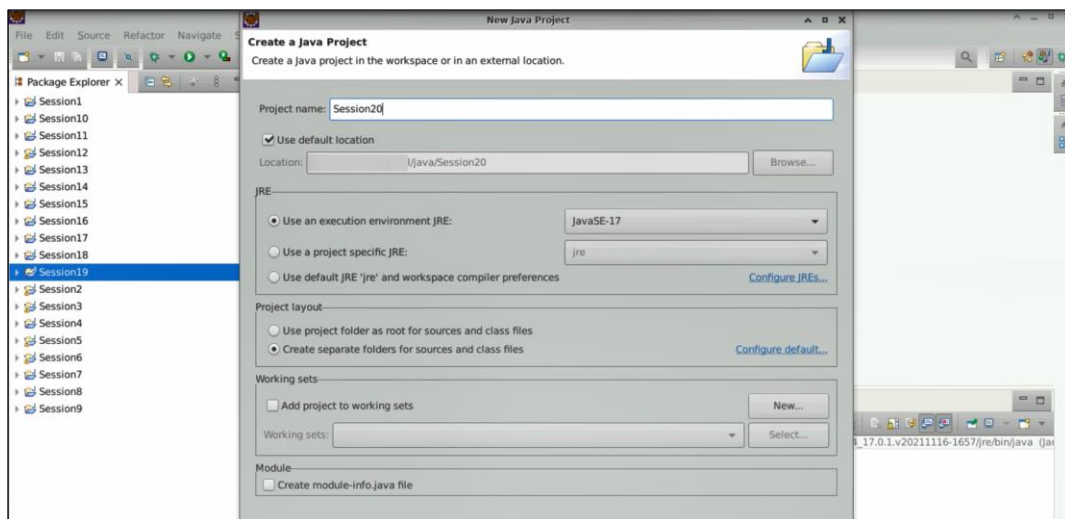 New Java Project
File Edit Source Refactor Navigate
Create a Java Project
Create a Java project in the workspace or in an external location.
Package Explorer
Session1
Session10
Session11
Session12
Session13
Session14
Session15
Session16
Session17
Session18
Session19
Session2
Session3
Session4
Session5
Session6
Session7
Session8
Session9
Project name: Session20
Use default location
Location: l/java/Session20 Browse...
JRE
Use an execution environment JRE: JavaSE-17
Use a project specific JRE: jre
Use default JRE 'jre' and workspace compiler preferences Configure JREs...
Project layout
Use project folder as root for sources and class files
Create separate folders for sources and class files Configure default...
Working sets
Add project to working sets New...
Working sets: Select...
Module
Create module-info.java file
_17.0.1.v20211116-1657/jre/bin/java (Ja